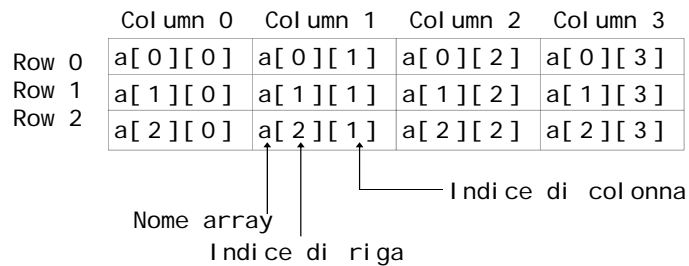 Column 0 Column 1 Column 2 Column 3
Row 0 a[0][0] a[0][1] a[0][2] a[0][3]
Row 1 a[1][0] a[1][1] a[1][2] a[1][3]
Row 2 a[2][0] a[2][1] a[2][2] a[2][3]
Indice di colonna
Nome array
Indice di riga